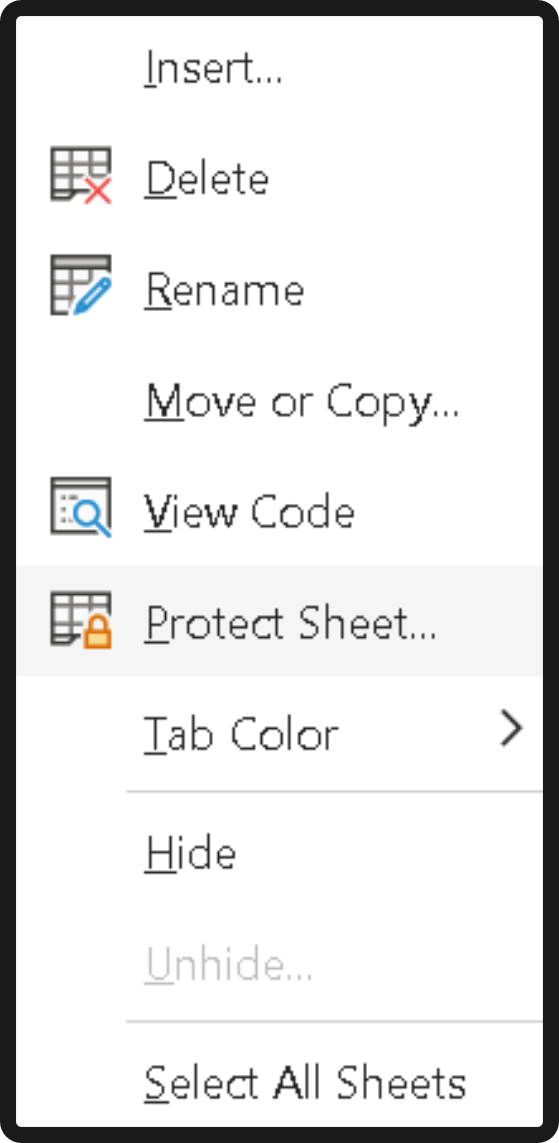 Insert...
Delete
Rename
Move or Copy...
View Code
Protect Sheet...
Tab Color
Hide
Unhide...
Select All Sheets